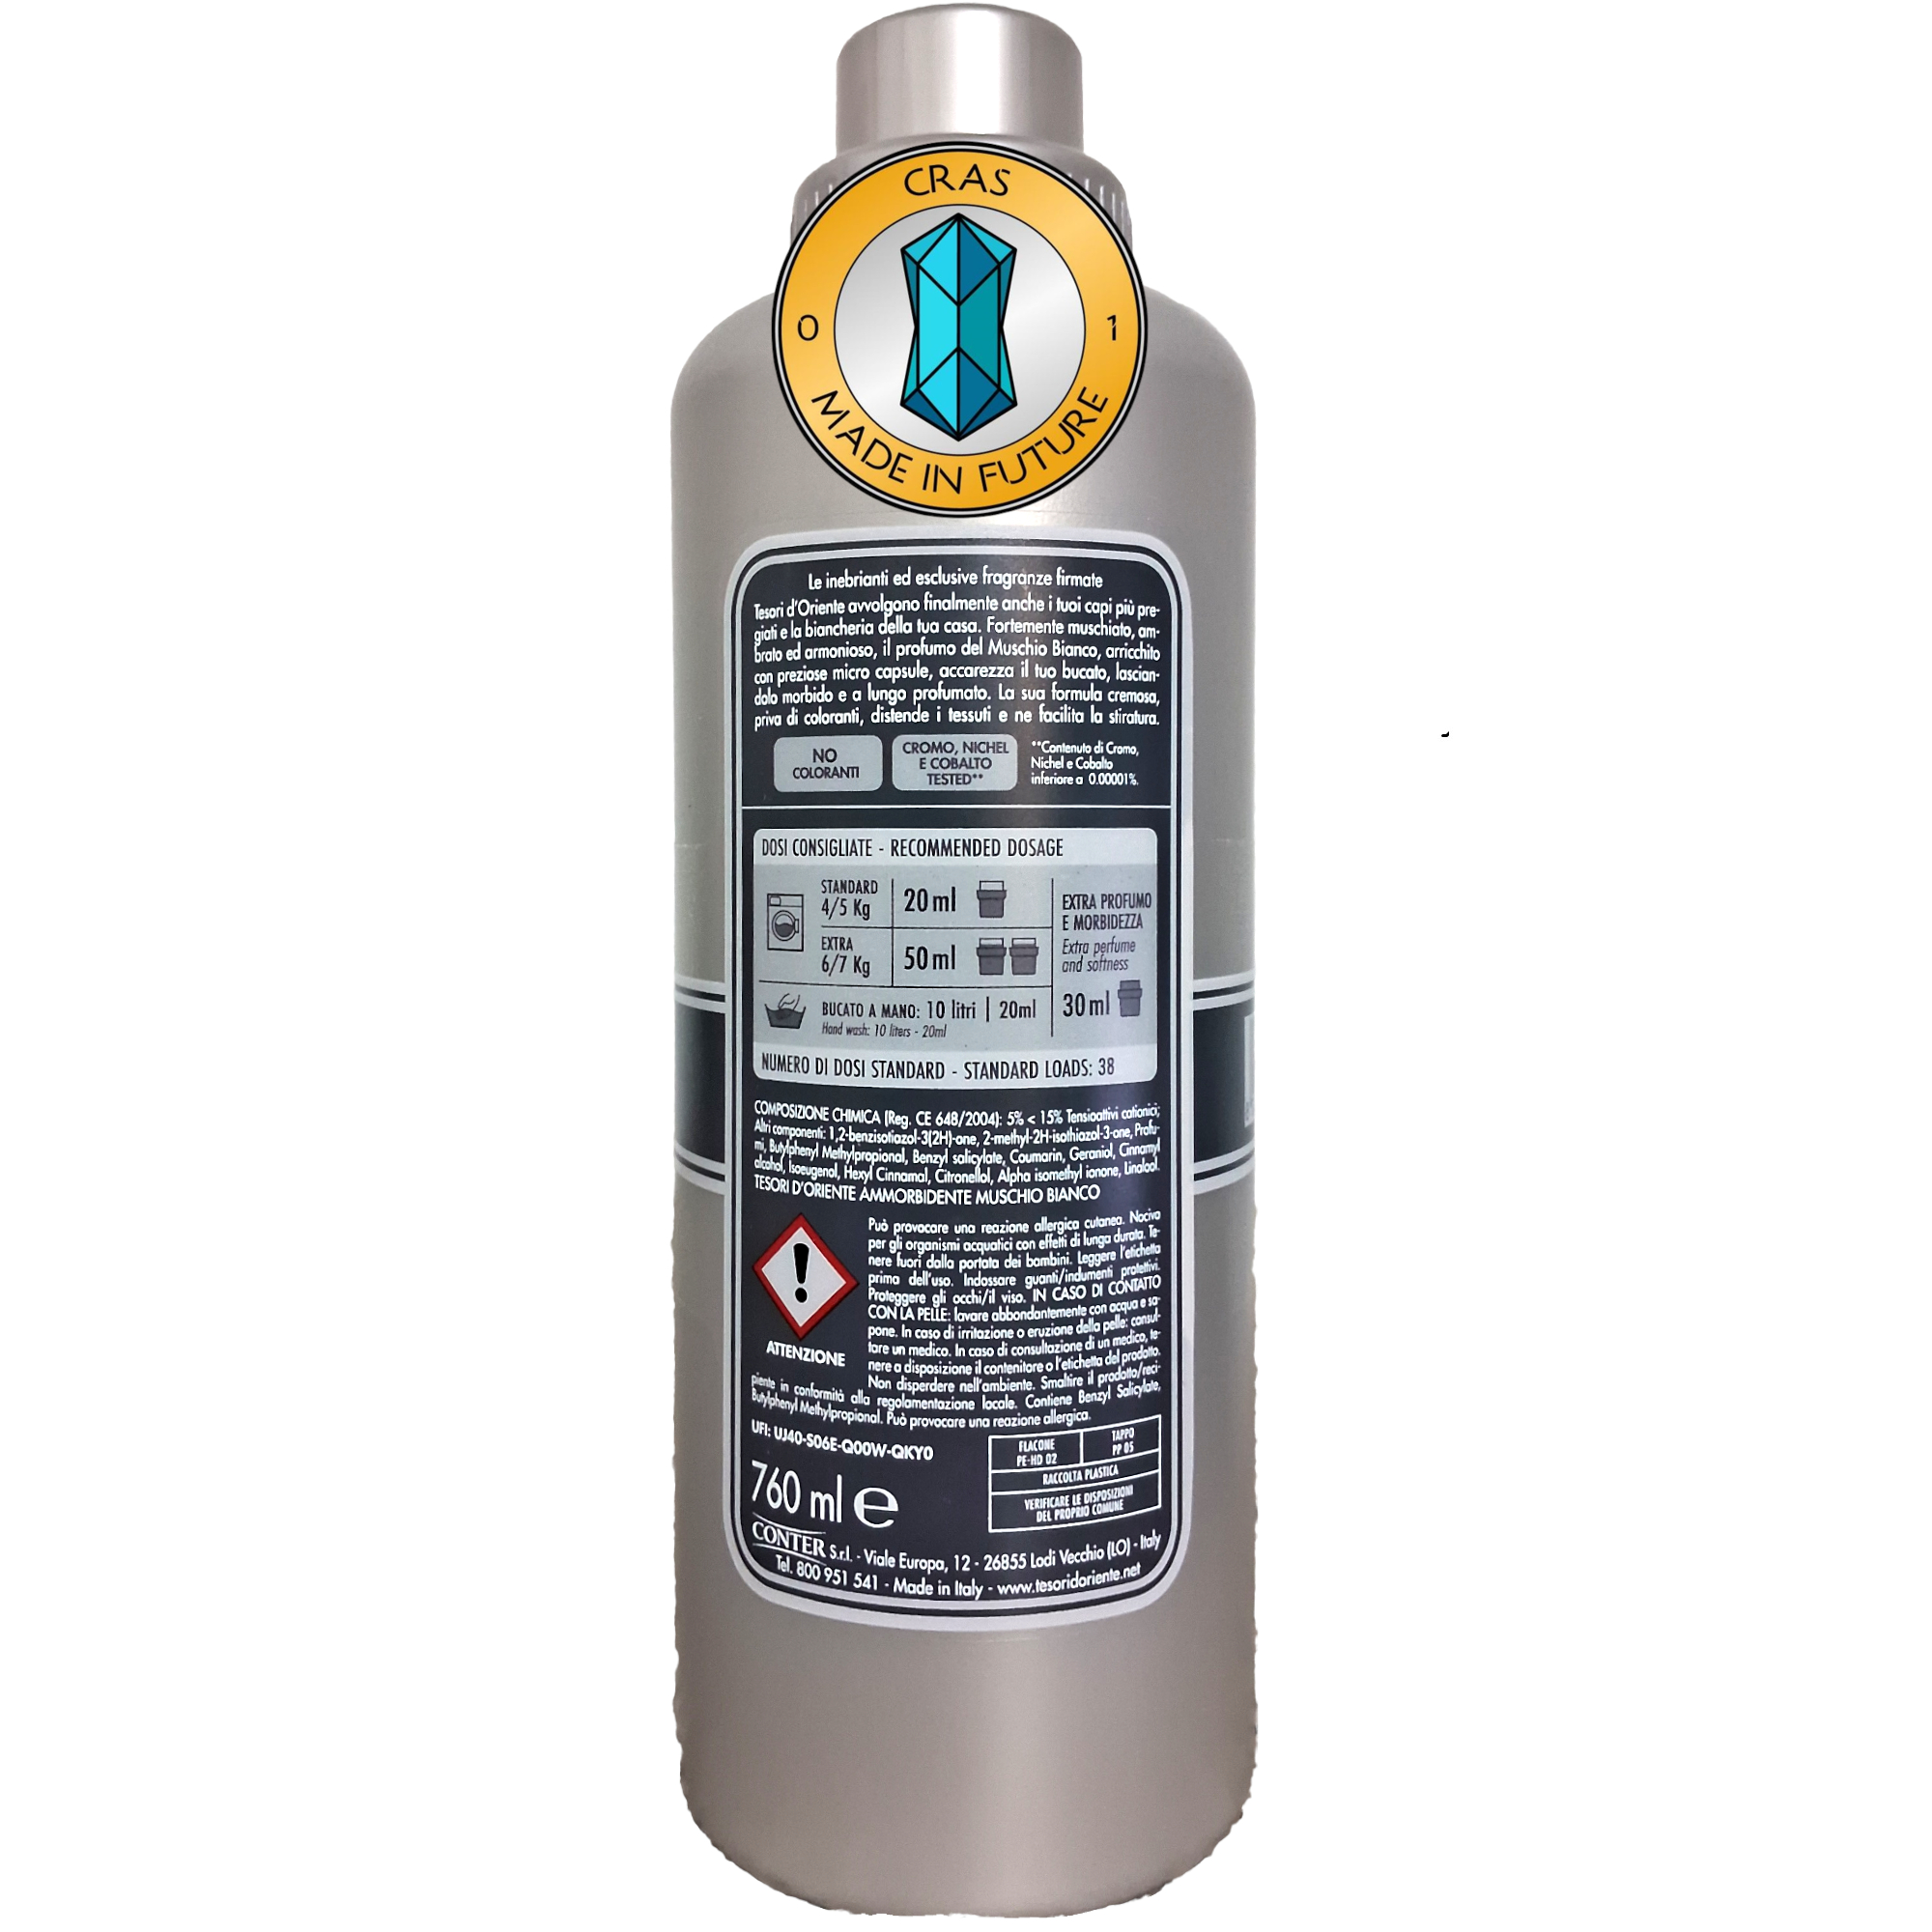 CRAS
0 1
MADE IN FUTURE
Le inebrianti ed esclusive fragranze firmate
Tesori d'Oriente avvolgono finalmente anche i tuoi capi più pre-
giati e la biancheria della tua casa. Fortemente muschiato, am-
brato ed armonioso, il profumo del Muschio Bianco, arricchito
con preziose micro capsule, accarezza il tuo bucato, lascian-
dolo morbido e a lungo profumato. La sua formula cremosa,
priva di coloranti, distende i tessuti e ne facilita la stiratura.
NO
COLORANTI
CROMO, NICHEL
E COBALTO
TESTED**
**Contenuto di Cromo,
Nichel e Cobalto
inferiore a 0.00001%.
DOSI CONSIGLIATE - RECOMMENDED DOSAGE
STANDARD
4/5 Kg
20 ml
EXTRA
6/7 Kg
50 ml
BUCATO A MANO: 10 litri | 20ml
Hand wash: 10 liters - 20ml
EXTRA PROFUMO
E MORBIDEZZA
Extra perfume
and softness
30 ml
NUMERO DI DOSI STANDARD - STANDARD LOADS: 38
COMPOSIZIONE CHIMICA (Reg. CE 648/2004): 5% < 15% Tensioattivi cationici;
Altri componenti: 1,2-benzisotiazol-3(2H)-one, 2-methyl-2H-isothiazol-3-one, Profu-
mi, Butylphenyl Methylpropional, Benzyl salicylate, Coumarin, Geraniol, Cinnamyl
alcohol, Isoeugenol, Hexyl Cinnamal, Citronellol, Alpha isomethyl ionone, Linalool.
TESORI D'ORIENTE AMMORBIDENTE MUSCHIO BIANCO
ATTENZIONE
Può provocare una reazione allergica cutanea. Nociva
per gli organismi acquatici con effetti di lunga durata. Te-
nere fuori dalla portata dei bambini. Leggere l'etichetta
prima dell'uso. Indossare guanti/indumenti protettivi.
Proteggere gli occhi/il viso. IN CASO DI CONTATTO
CON LA PELLE: lavare abbondantemente con acqua e sa-
pone. In caso di irritazione o eruzione della pelle: consul-
tare un medico. In caso di consultazione di un medico, te-
nere a disposizione il contenitore o l'etichetta del prodotto.
Non disperdere nell'ambiente. Smaltire il prodotto/reci-
piente in conformità alla regolamentazione locale. Contiene Benzyl Salicylate,
Butylphenyl Methylpropional. Può provocare una reazione allergica.
UFI: UJ40-S06E-Q00W-QKY0
760 ml e
FLACONE
PE-HD 02
TAPPO
PP 05
RACCOLTA PLASTICA
VERIFICARE LE DISPOSIZIONI
DEL PROPRIO COMUNE
CONTER S.r.l. - Viale Europa, 12 - 26855 Lodi Vecchio (LO) - Italy
Tel. 800 951 541 - Made in Italy - www.tesoridoriente.net